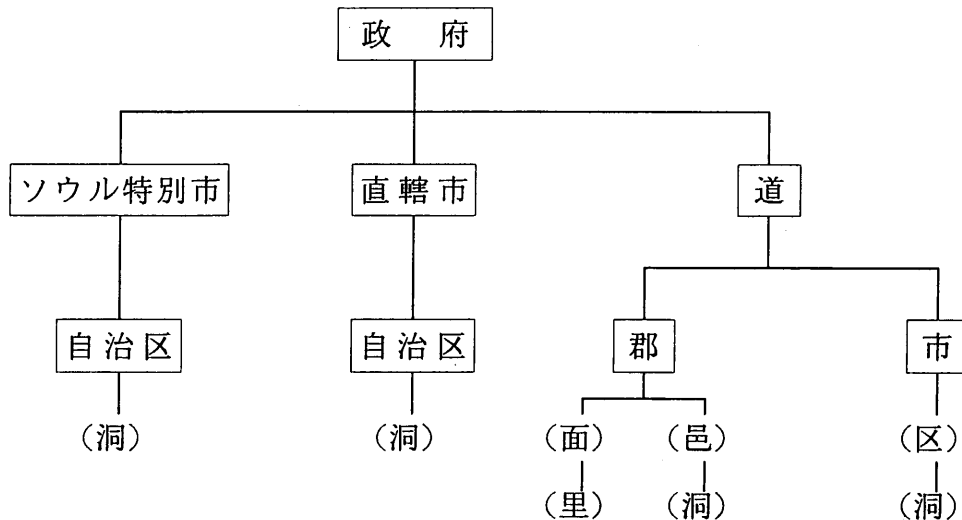 政府
ソウル特別市 直轄市 道
自治区 自治区 郡 市
(洞) (洞) (面) (邑) (区)
(里) (洞) (洞)